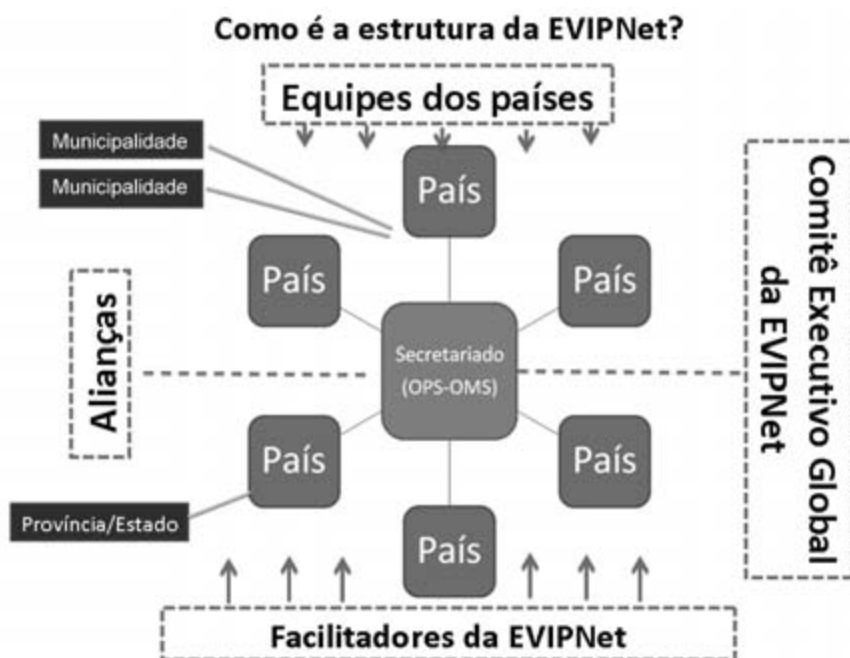 Como é a estrutura da EVIPNet?
Equipes dos países
Municipalidade
Municipalidade
País
País
País
Alianças
Secretariado
(OPS-OMS)
Comitê Executivo Global
da EVIPNet
País
País
Província/Estado
País
Facilitadores da EVIPNet